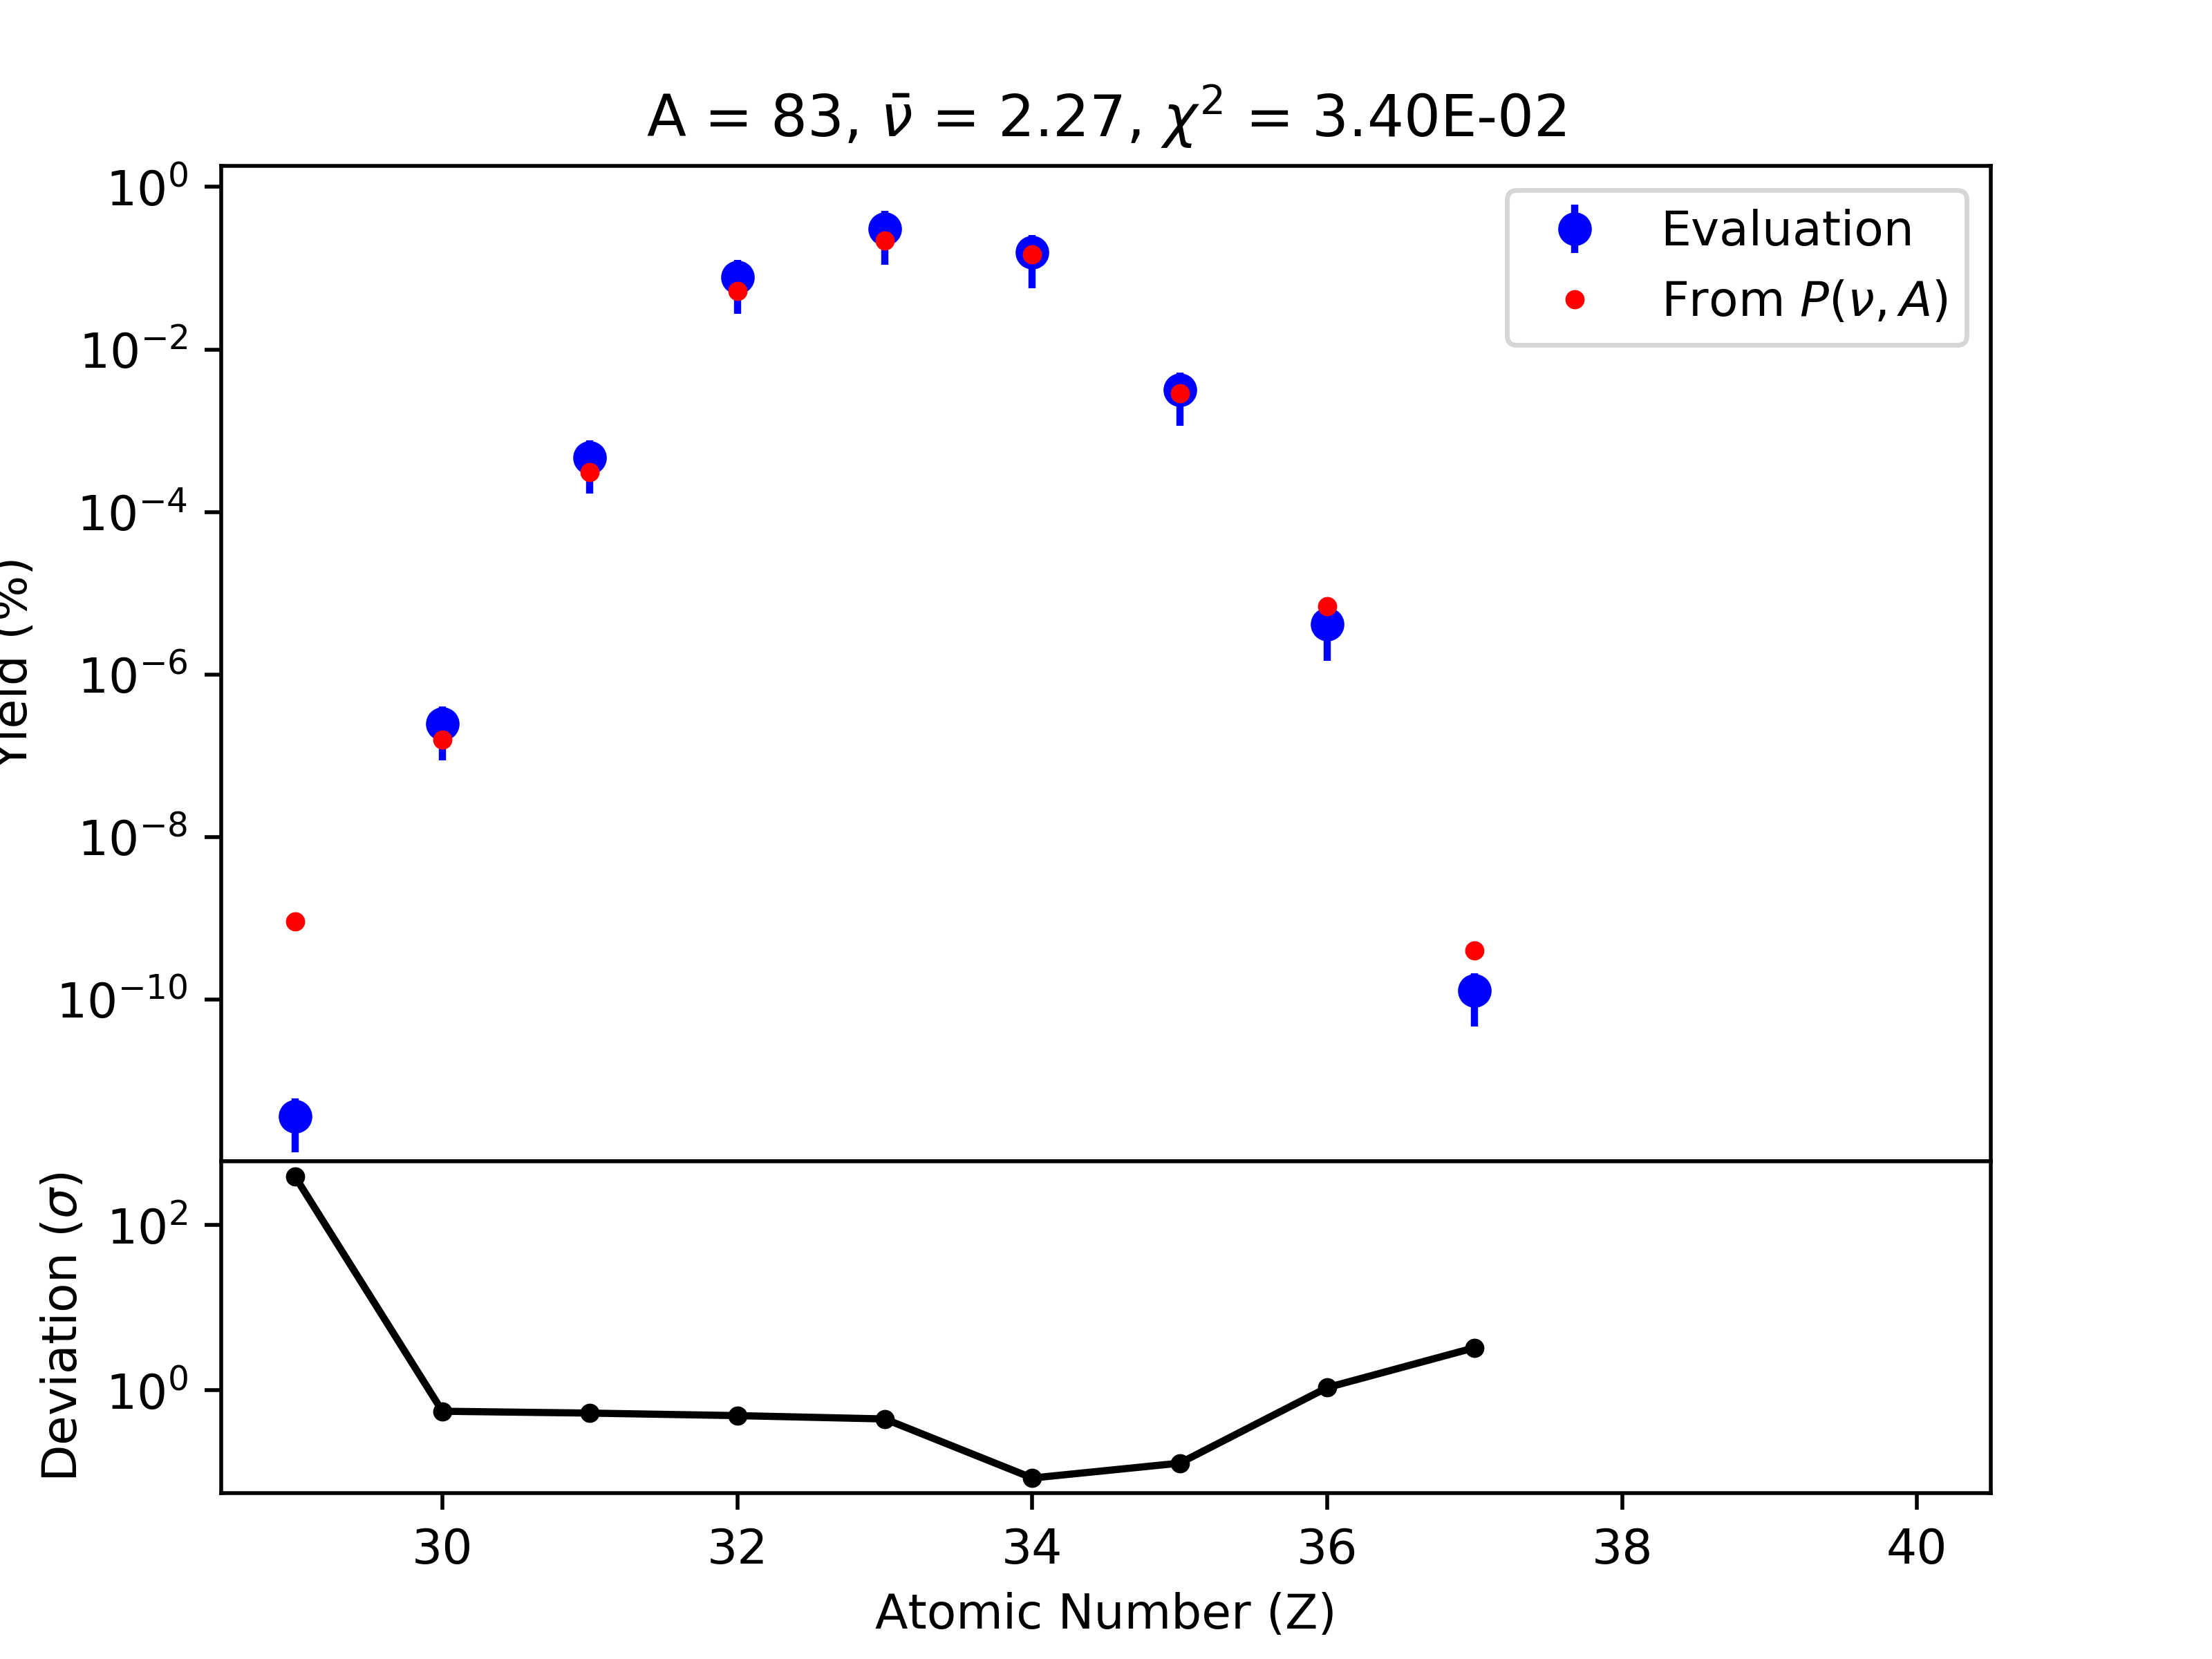 A = 83, ν̄ = 2.27, χ² = 3.40E-02
10⁰
10⁻²
10⁻⁴
10⁻⁶
10⁻⁸
10⁻¹⁰
Yield (%)
Evaluation
From P(ν, A)
10²
10⁰
Deviation (σ)
30 32 34 36 38 40
Atomic Number (Z)